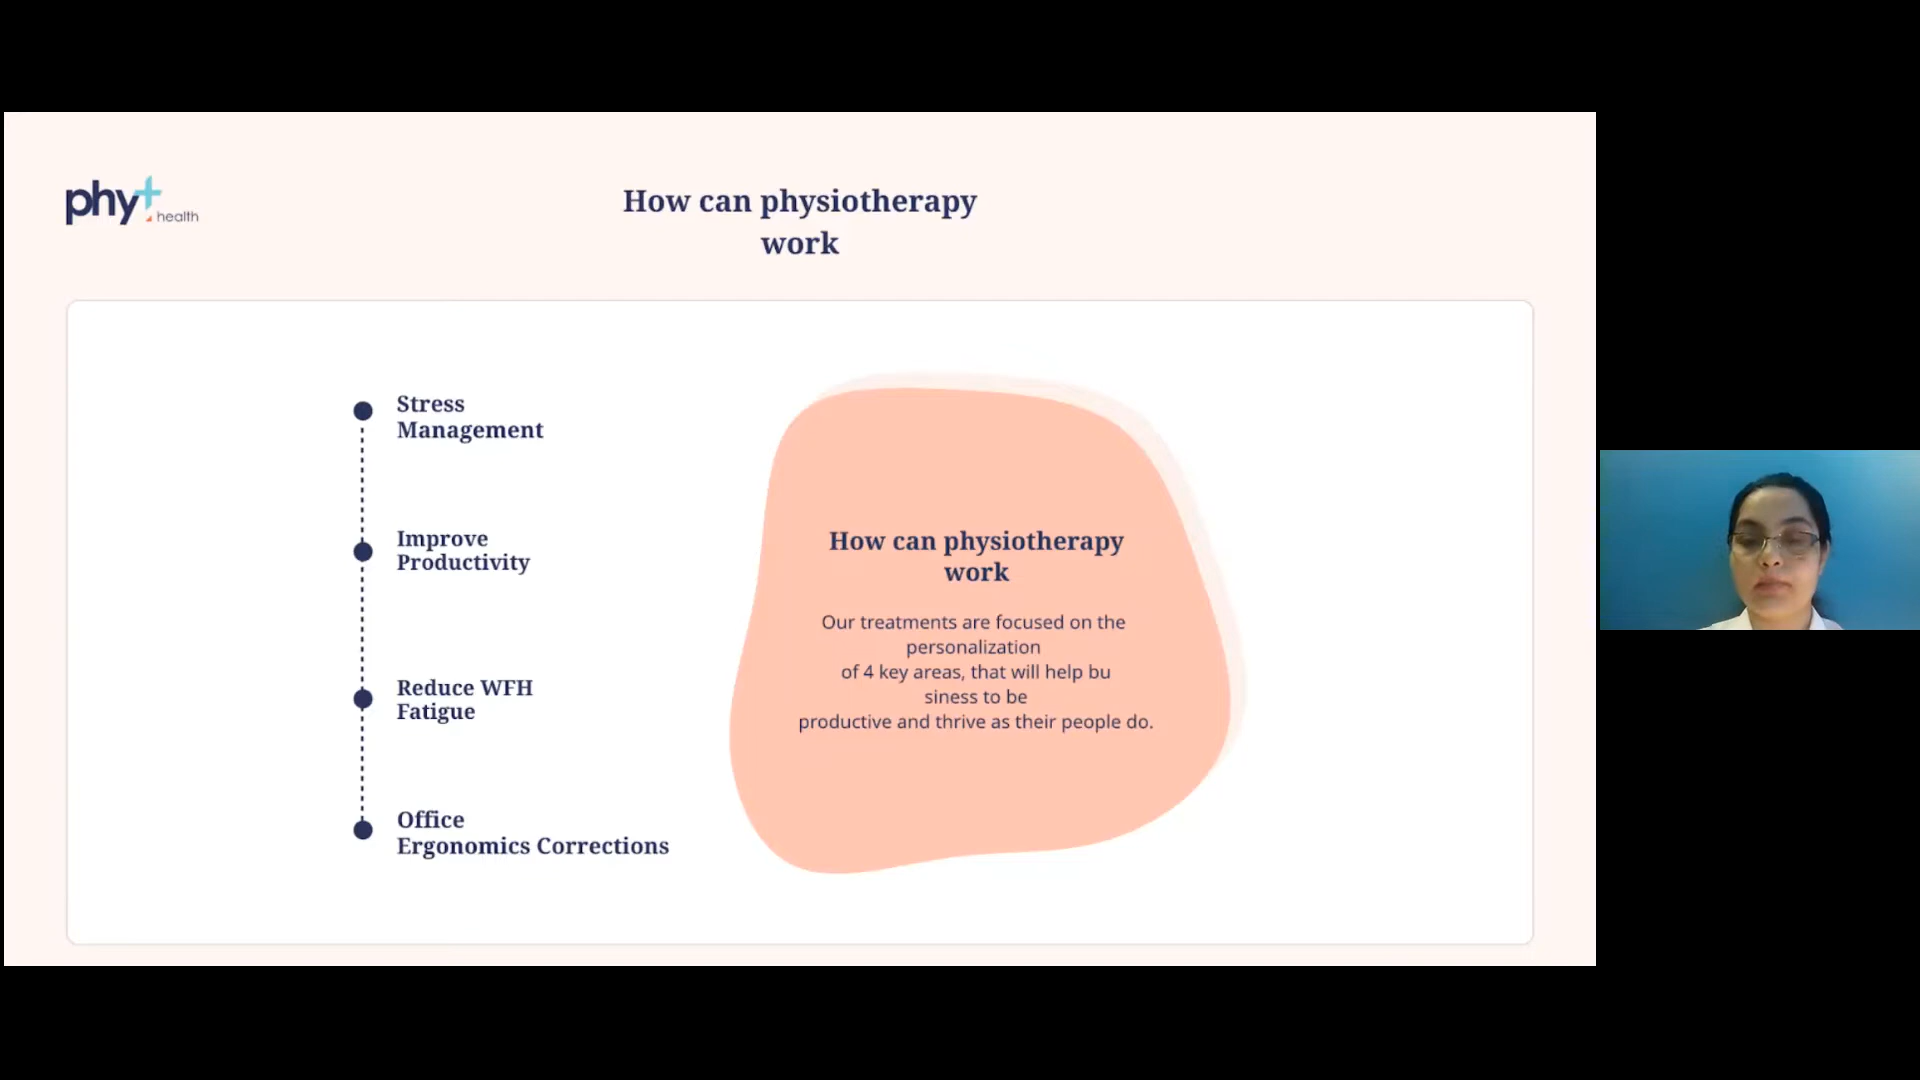 phyt health
How can physiotherapy
work
Stress
Management
Improve
Productivity
Reduce WFH
Fatigue
Office
Ergonomics Corrections
How can physiotherapy
work
Our treatments are focused on the
personalization
of 4 key areas, that will help bu
siness to be
productive and thrive as their people do.